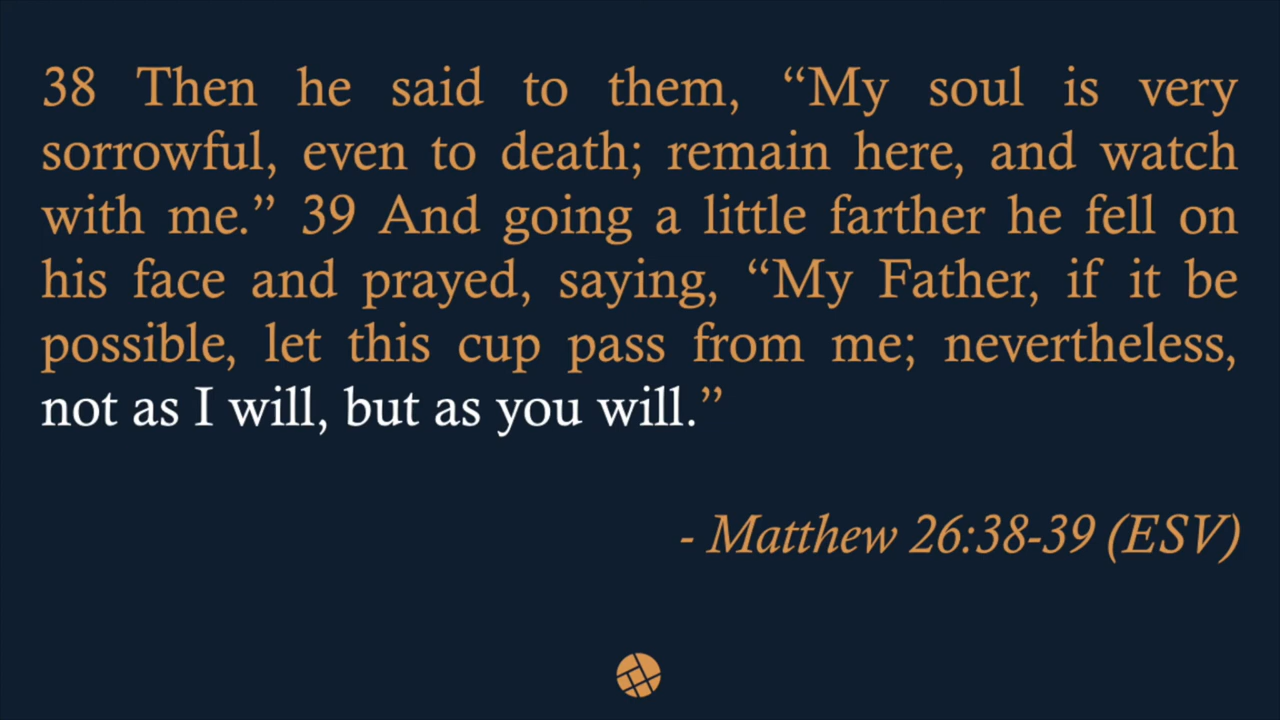 38 Then he said to them, “My soul is very
sorrowful, even to death; remain here, and watch
with me.” 39 And going a little farther he fell on
his face and prayed, saying, “My Father, if it be
possible, let this cup pass from me; nevertheless,
not as I will, but as you will.”
- Matthew 26:38-39 (ESV)